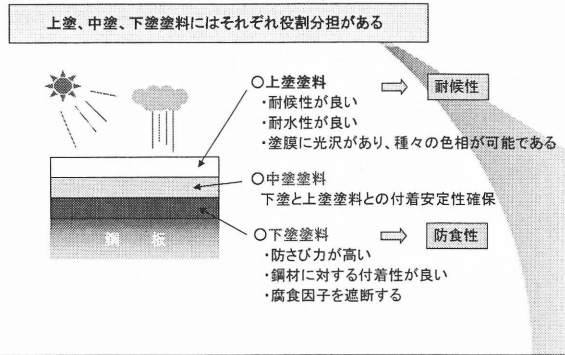 上塗、中塗、下塗塗料にはそれぞれ役割分担がある
○上塗塗料
耐候性
・耐候性が良い
・耐水性が良い
・塗膜に光沢があり、種々の色相が可能である
○中塗塗料
下塗と上塗塗料との付着安定性確保
○下塗塗料
防食性
・防さび力が高い
鋼 板
・鋼材に対する付着性が良い
・腐食因子を遮断する